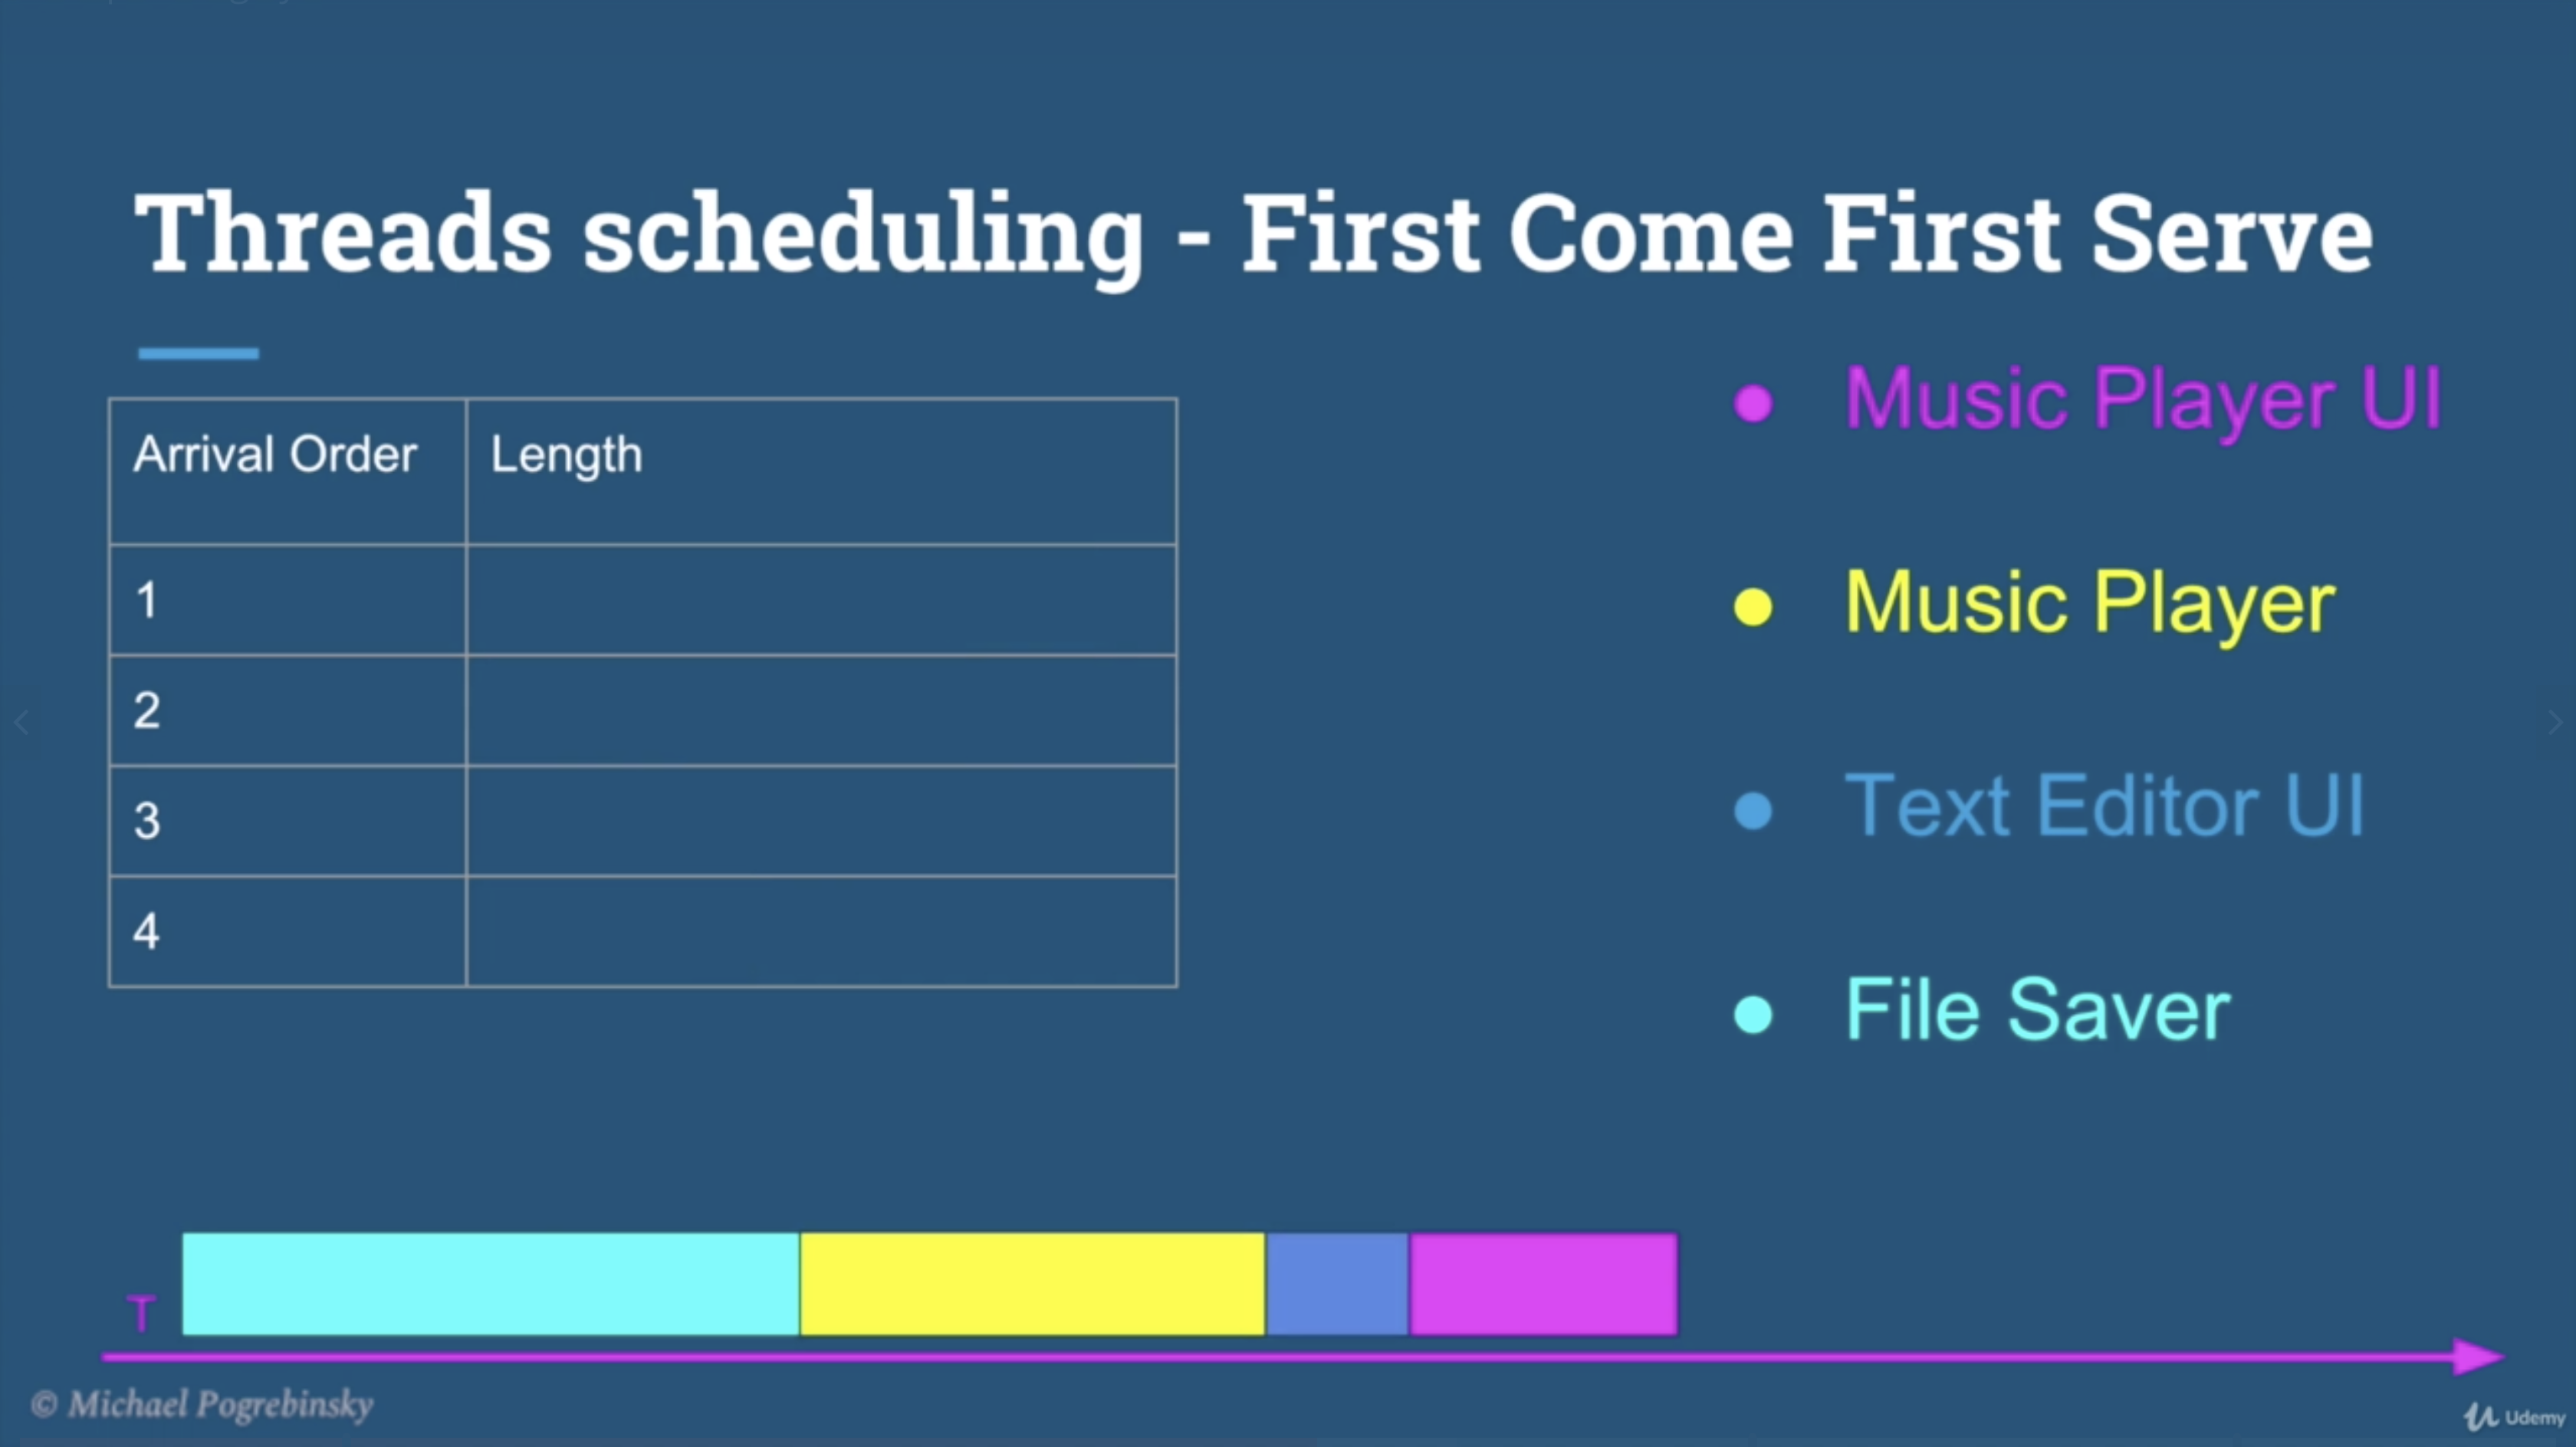 Threads scheduling - First Come First Serve
Arrival Order
Length
1
2
3
4
Music Player UI
Music Player
Text Editor UI
File Saver
T
© Michael Pogrebinsky
Udemy